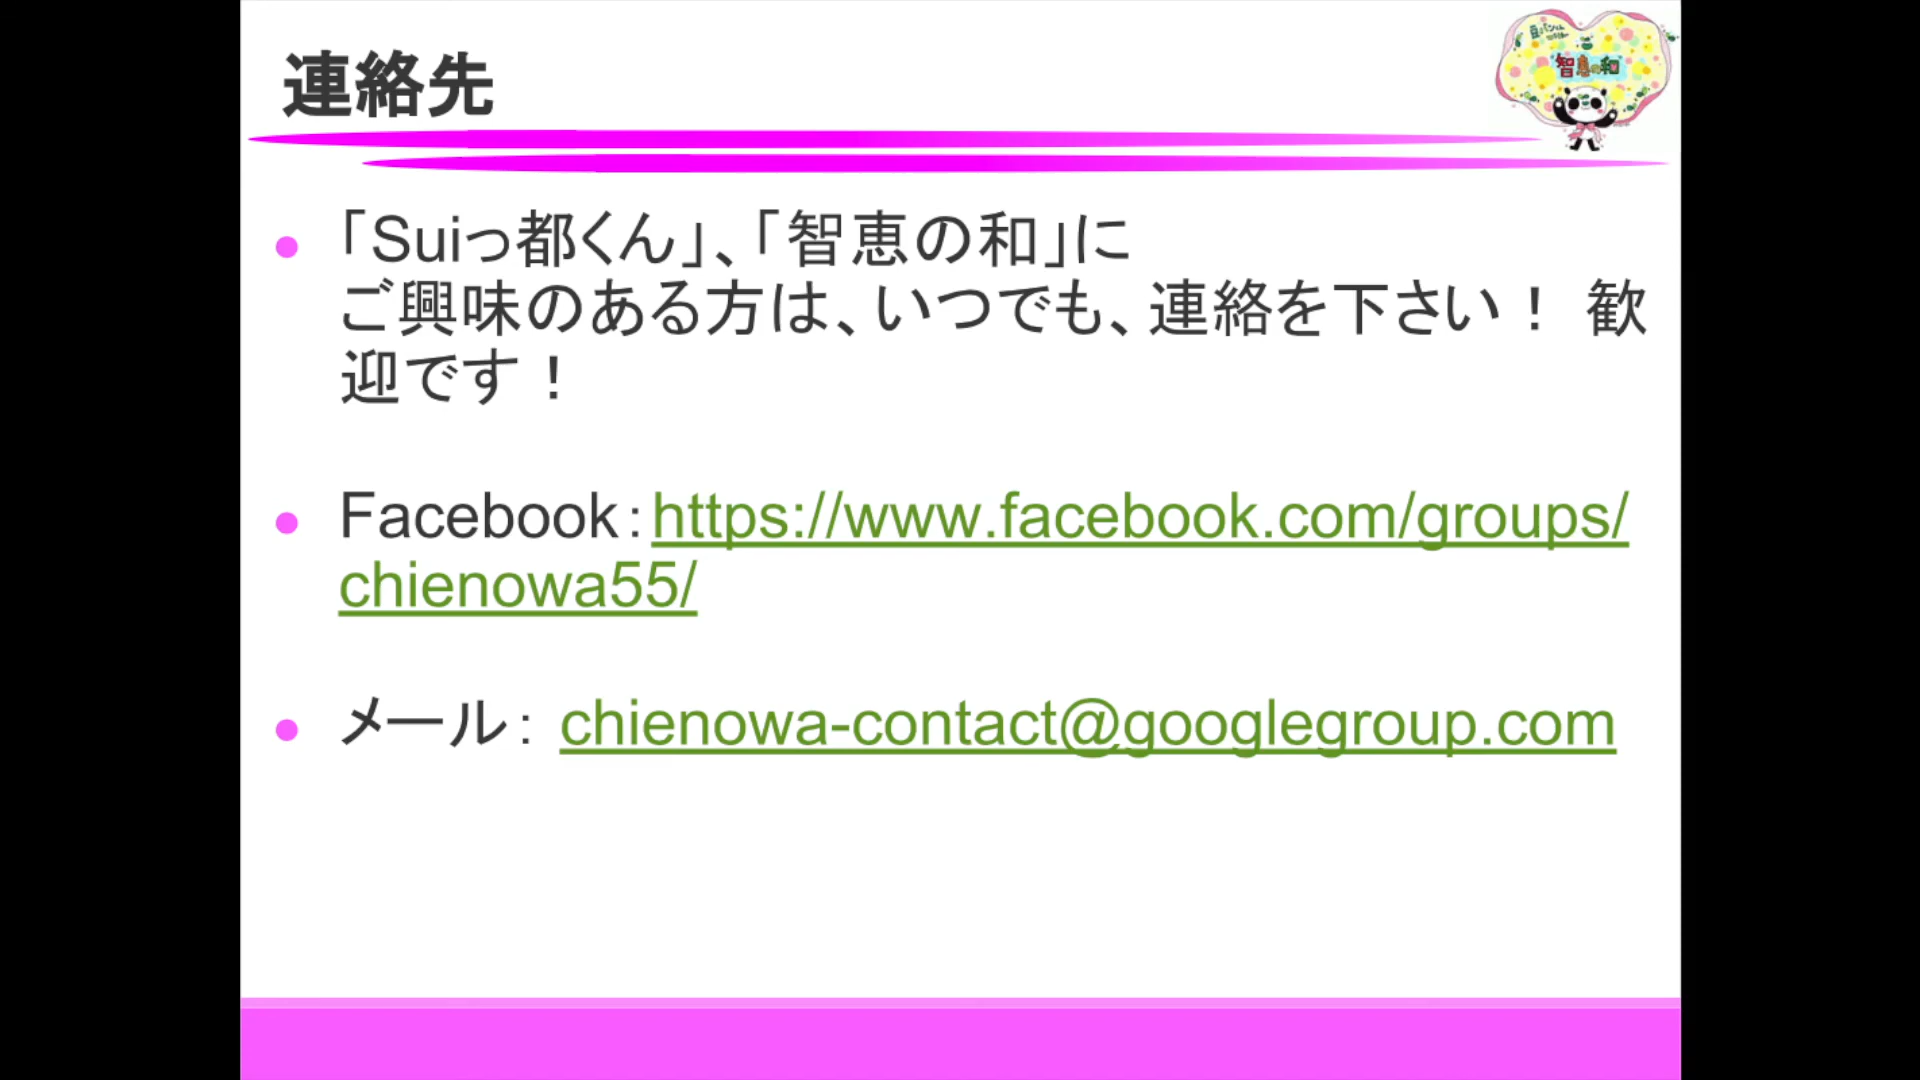 連絡先
智恵の和
「Suiっ都くん」、「智恵の和」に
ご興味のある方は、いつでも、連絡を下さい！ 歓
迎です！
Facebook：https://www.facebook.com/groups/
chienowa55/
メール： chienowa-contact@googlegroup.com